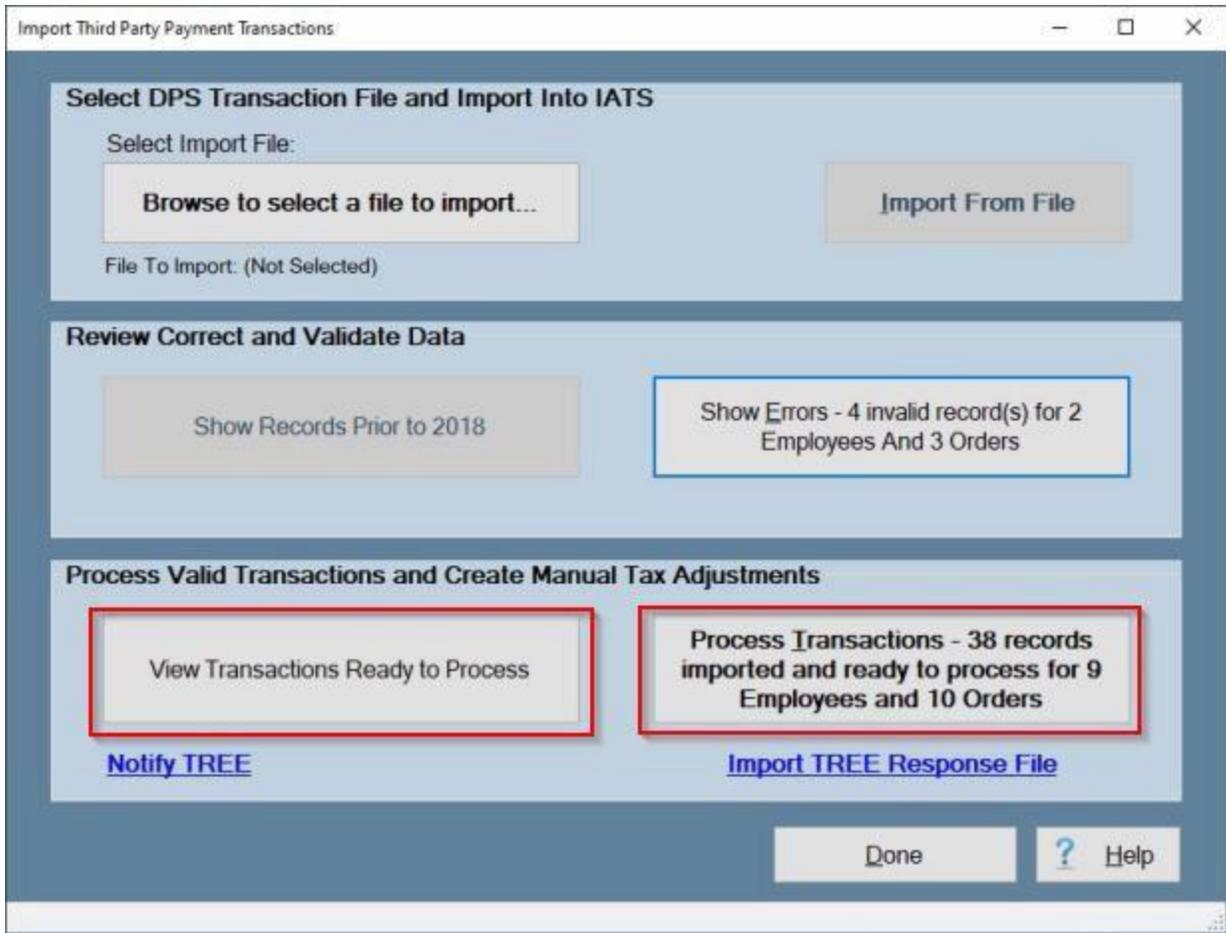 Import Third Party Payment Transactions
Select DPS Transaction File and Import Into IATS
Select Import File:
Browse to select a file to import...
Import From File
File To Import: (Not Selected)
Review Correct and Validate Data
Show Records Prior to 2018
Show Errors - 4 invalid record(s) for 2
Employees And 3 Orders
Process Valid Transactions and Create Manual Tax Adjustments
View Transactions Ready to Process
Process Transactions - 38 records
imported and ready to process for 9
Employees and 10 Orders
Notify TREE
Import TREE Response File
Done
? Help